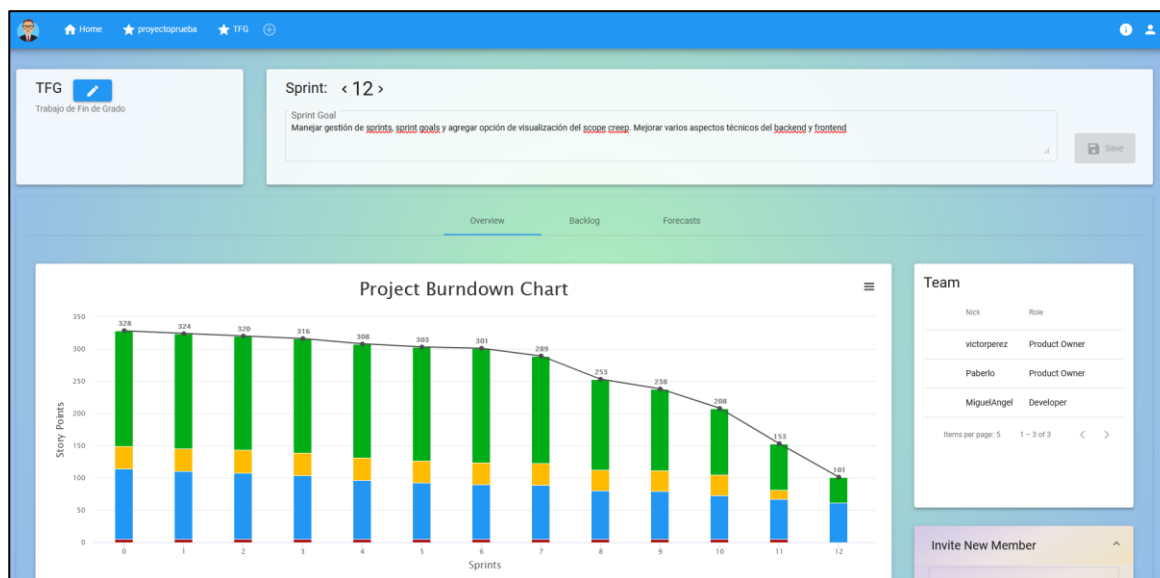 Home proyectoprueba TFG
TFG
Trabajo de Fin de Grado
Sprint: < 12 >
Sprint Goal
Manejar gestión de sprints, sprint goals y agregar opción de visualización del scope creep. Mejorar varios aspectos técnicos del backend y frontend
Save
Overview Backlog Forecasts
Project Burndown Chart
350
300
250
200
150
100
50
0
Story Points
328 324 320 316 308 303 301 289 253 238 208 153 101
0 1 2 3 4 5 6 7 8 9 10 11 12
Sprints
Team
Nick Role
victorperez Product Owner
Paberlo Product Owner
MiguelAngel Developer
Items per page: 5 1 – 3 of 3 < >
Invite New Member